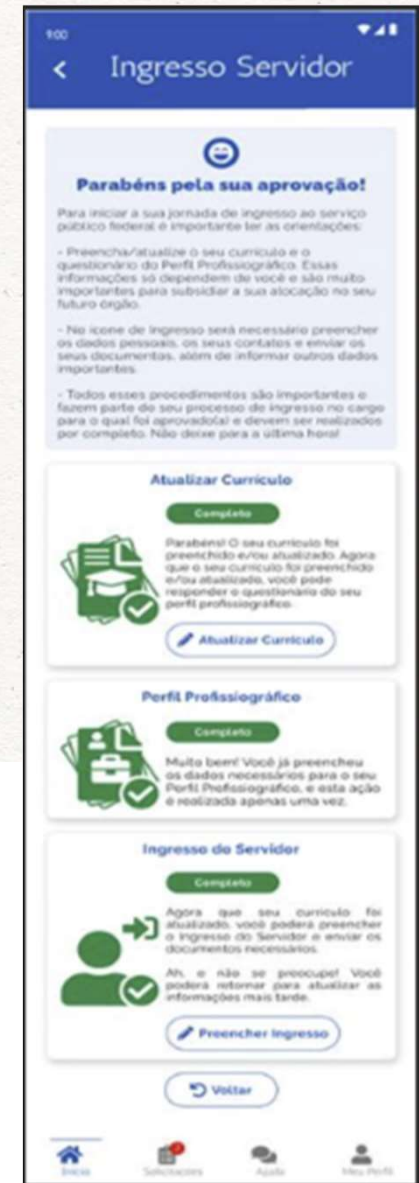 9:00
Ingresso Servidor
Parabéns pela sua aprovação!
Para iniciar a sua jornada de ingresso ao serviço
público federal é importante ler as orientações:
- Preencha/atualize o seu currículo e o
questionário do Perfil Profissiográfico. Essas
informações só dependem de você e são muito
importantes para subsidiar a sua alocação no seu
futuro órgão.
- No ícone de Ingresso será necessário preencher
os dados pessoais, os seus contatos e enviar os
seus documentos, além de informar outros dados
importantes.
- Todos esses procedimentos são importantes e
fazem parte do seu processo de ingresso no cargo
para o qual foi aprovado(a) e devem ser realizados
por completo. Não deixe para a última hora!
Atualizar Currículo
Completo
Parabéns! O seu currículo foi
preenchido e/ou atualizado. Agora
que o seu currículo foi preenchido
e/ou atualizado, você pode
responder o questionário do seu
perfil profissiográfico.
Atualizar Currículo
Perfil Profissiográfico
Completo
Muito bem! Você já preencheu
os dados necessários para o seu
Perfil Profissiográfico, e esta ação
é realizada apenas uma vez.
Ingresso do Servidor
Completo
Agora que seu currículo foi
atualizado, você poderá preencher
o Ingresso do Servidor e enviar os
documentos necessários.
Ah, e não se preocupe! Você
poderá retornar para atualizar as
informações mais tarde.
Preencher Ingresso
Voltar
Início
Solicitações
Ajuda
Meu Perfil